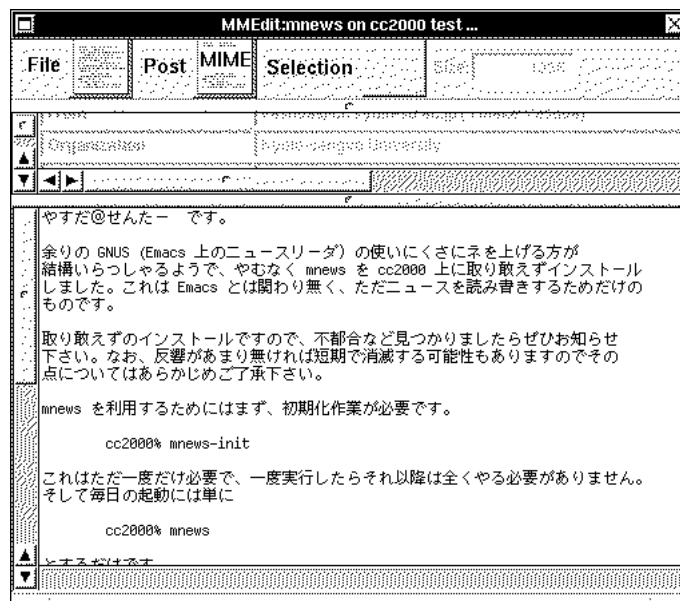 MMEdit:mnews on cc2000 test ...
File Post MIME Selection
Organization Kyoto Sangyo University
やすだ@せんたー です。
余りの GNUS (Emacs 上のニュースリーダ) の使いにくさにネを上げる方が
結構いらっしゃるようで、やむなく mnews を cc2000 上に取り敢えずインストール
しました。これは Emacs とは関わり無く、ただニュースを読み書きするためだけの
ものです。
取り敢えずのインストールですので、不都合など見つかりましたらぜひお知らせ
下さい。なお、反響があまり無ければ短期で消滅する可能性もありますのでその
点についてはあらかじめご了承下さい。
mnews を利用するためにはまず、初期化作業が必要です。
cc2000% mnews-init
これはただ一度だけ必要で、一度実行したらそれ以降は全くやる必要がありません。
そして毎日の起動には単に
cc2000% mnews
とするだけです